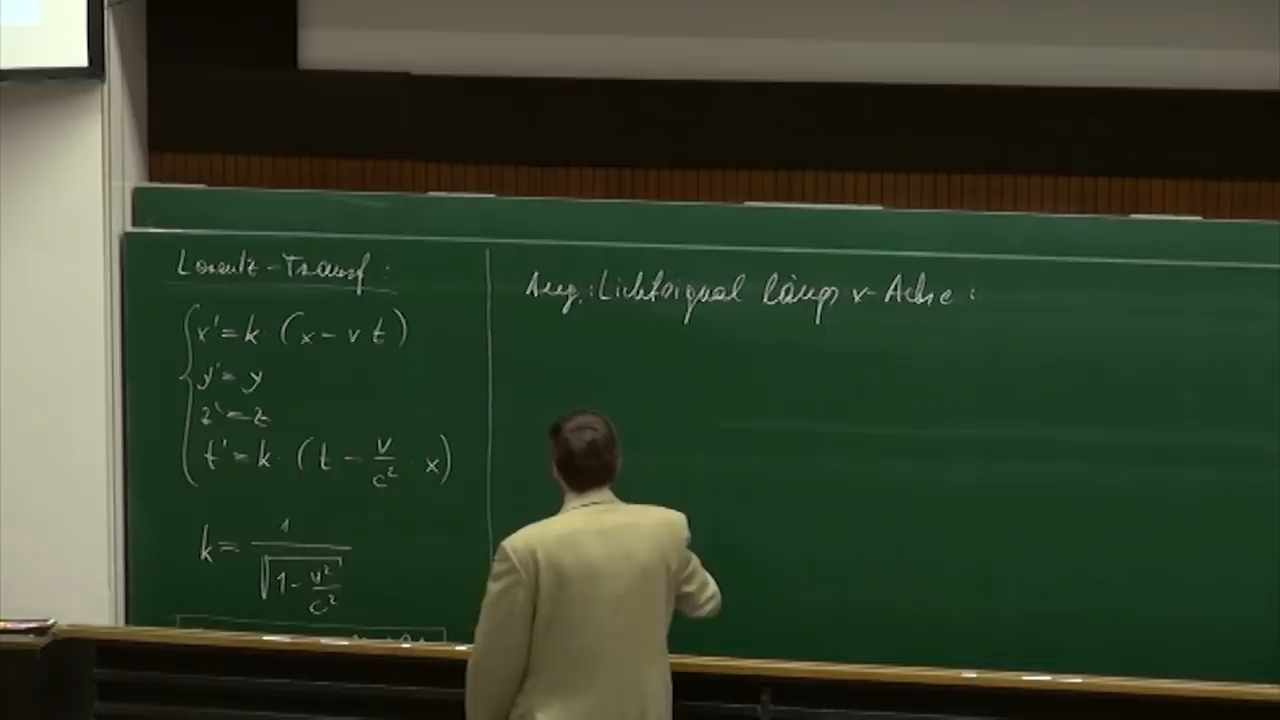 Lorentz-Transf.:
x' = k · (x - v t)
y' = y
z' = z
t' = k · (t - v/c² · x)
k = 1/√(1 - v²/c²)
Ang.: Lichtsignal längs x-Achse: